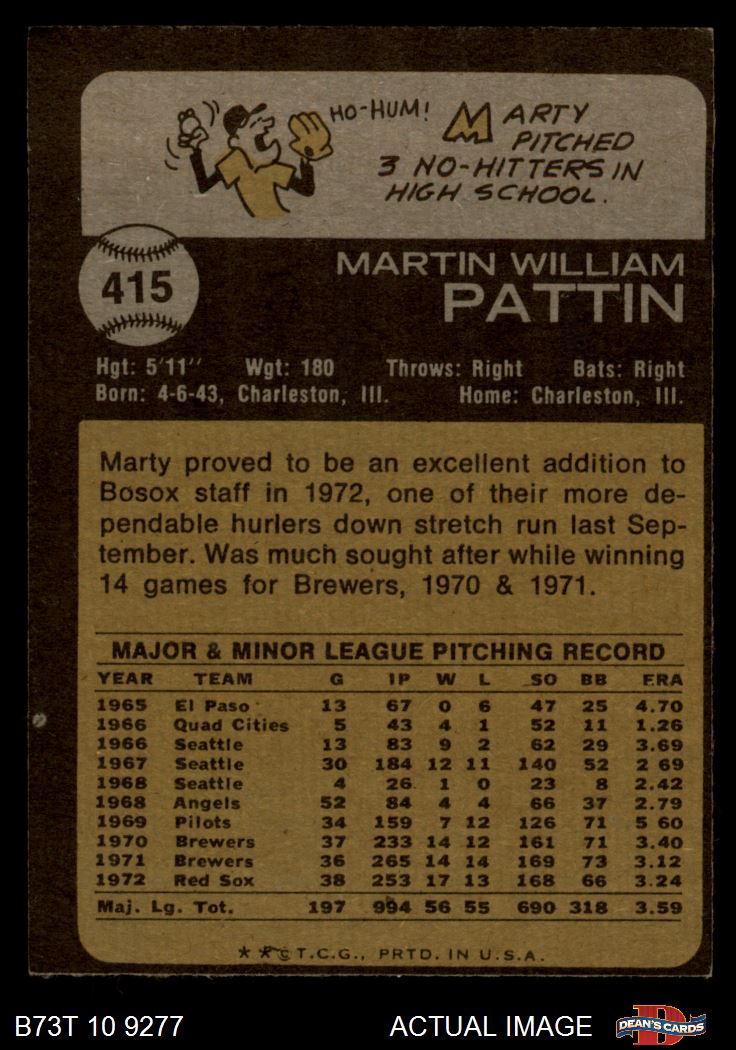 HO-HUM!
MARTY
PITCHED
3 NO-HITTERS IN
HIGH SCHOOL.
415
MARTIN WILLIAM
PATTIN
Hgt: 5'11'' Wgt: 180 Throws: Right Bats: Right
Born: 4-6-43, Charleston, Ill. Home: Charleston, Ill.
Marty proved to be an excellent addition to
Bosox staff in 1972, one of their more de-
pendable hurlers down stretch run last Sep-
tember. Was much sought after while winning
14 games for Brewers, 1970 & 1971.
MAJOR & MINOR LEAGUE PITCHING RECORD
YEAR TEAM G IP W L SO BB ERA
1965 El Paso 13 67 0 6 47 25 4.70
1966 Quad Cities 5 43 4 1 52 11 1.26
1966 Seattle 13 83 9 2 62 29 3.69
1967 Seattle 30 184 12 11 140 52 2 69
1968 Seattle 4 26 1 0 23 8 2.42
1968 Angels 52 84 4 4 66 37 2.79
1969 Pilots 34 159 7 12 126 71 5 60
1970 Brewers 37 233 14 12 161 71 3.40
1971 Brewers 36 265 14 14 169 73 3.12
1972 Red Sox 38 253 17 13 168 66 3.24
Maj. Lg. Tot. 197 994 56 55 690 318 3.59
* * © T.C.G., PRTD. IN U.S.A.
B73T 10 9277 ACTUAL IMAGE D DEAN'S CARDS